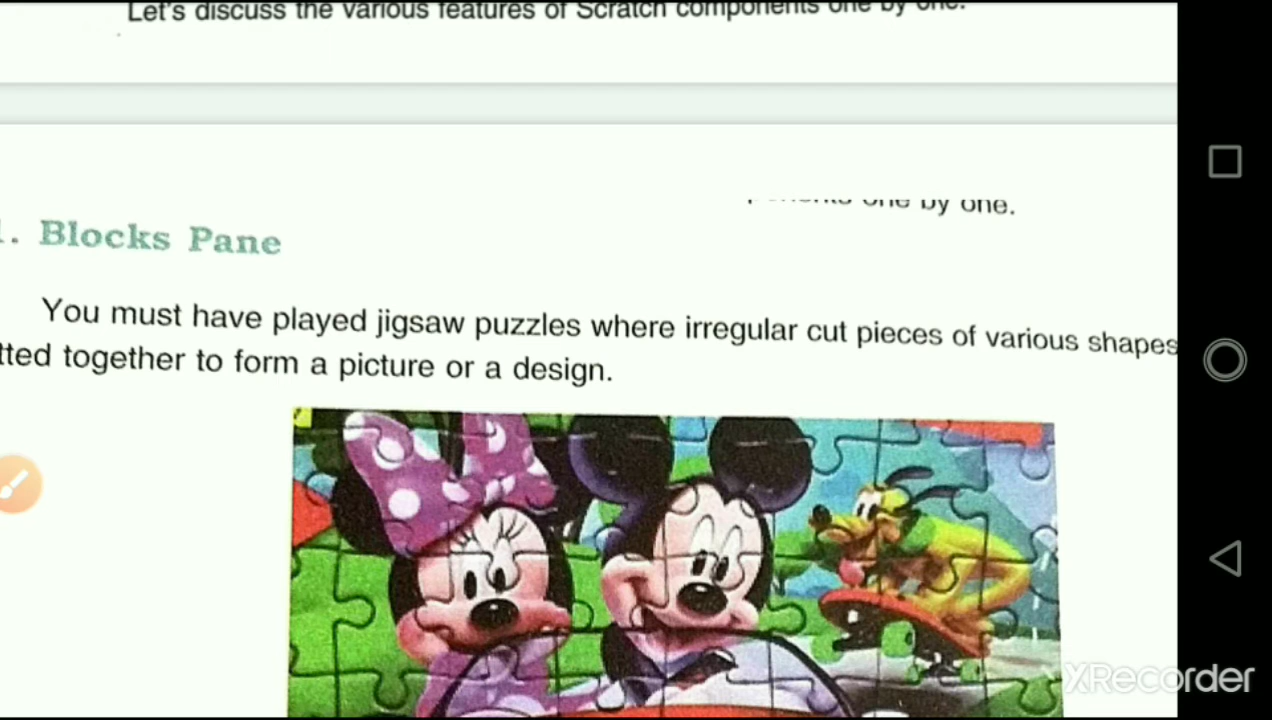 Let's discuss the various features of Scratch components one by one.
one by one.
1. Blocks Pane
You must have played jigsaw puzzles where irregular cut pieces of various shapes
tted together to form a picture or a design.
XRecorder